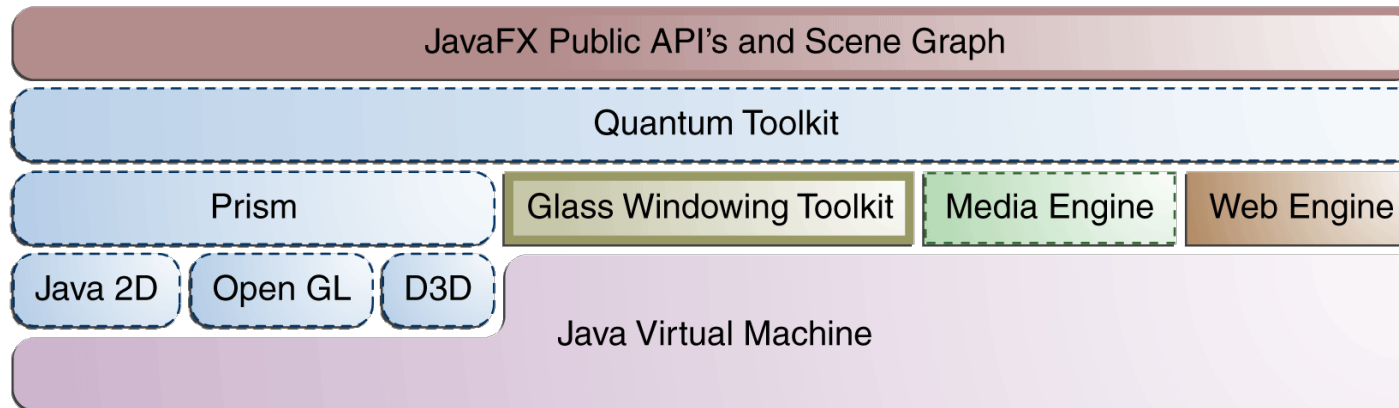 JavaFX Public API's and Scene Graph
Quantum Toolkit
Prism
Glass Windowing Toolkit
Media Engine
Web Engine
Java 2D
Open GL
D3D
Java Virtual Machine